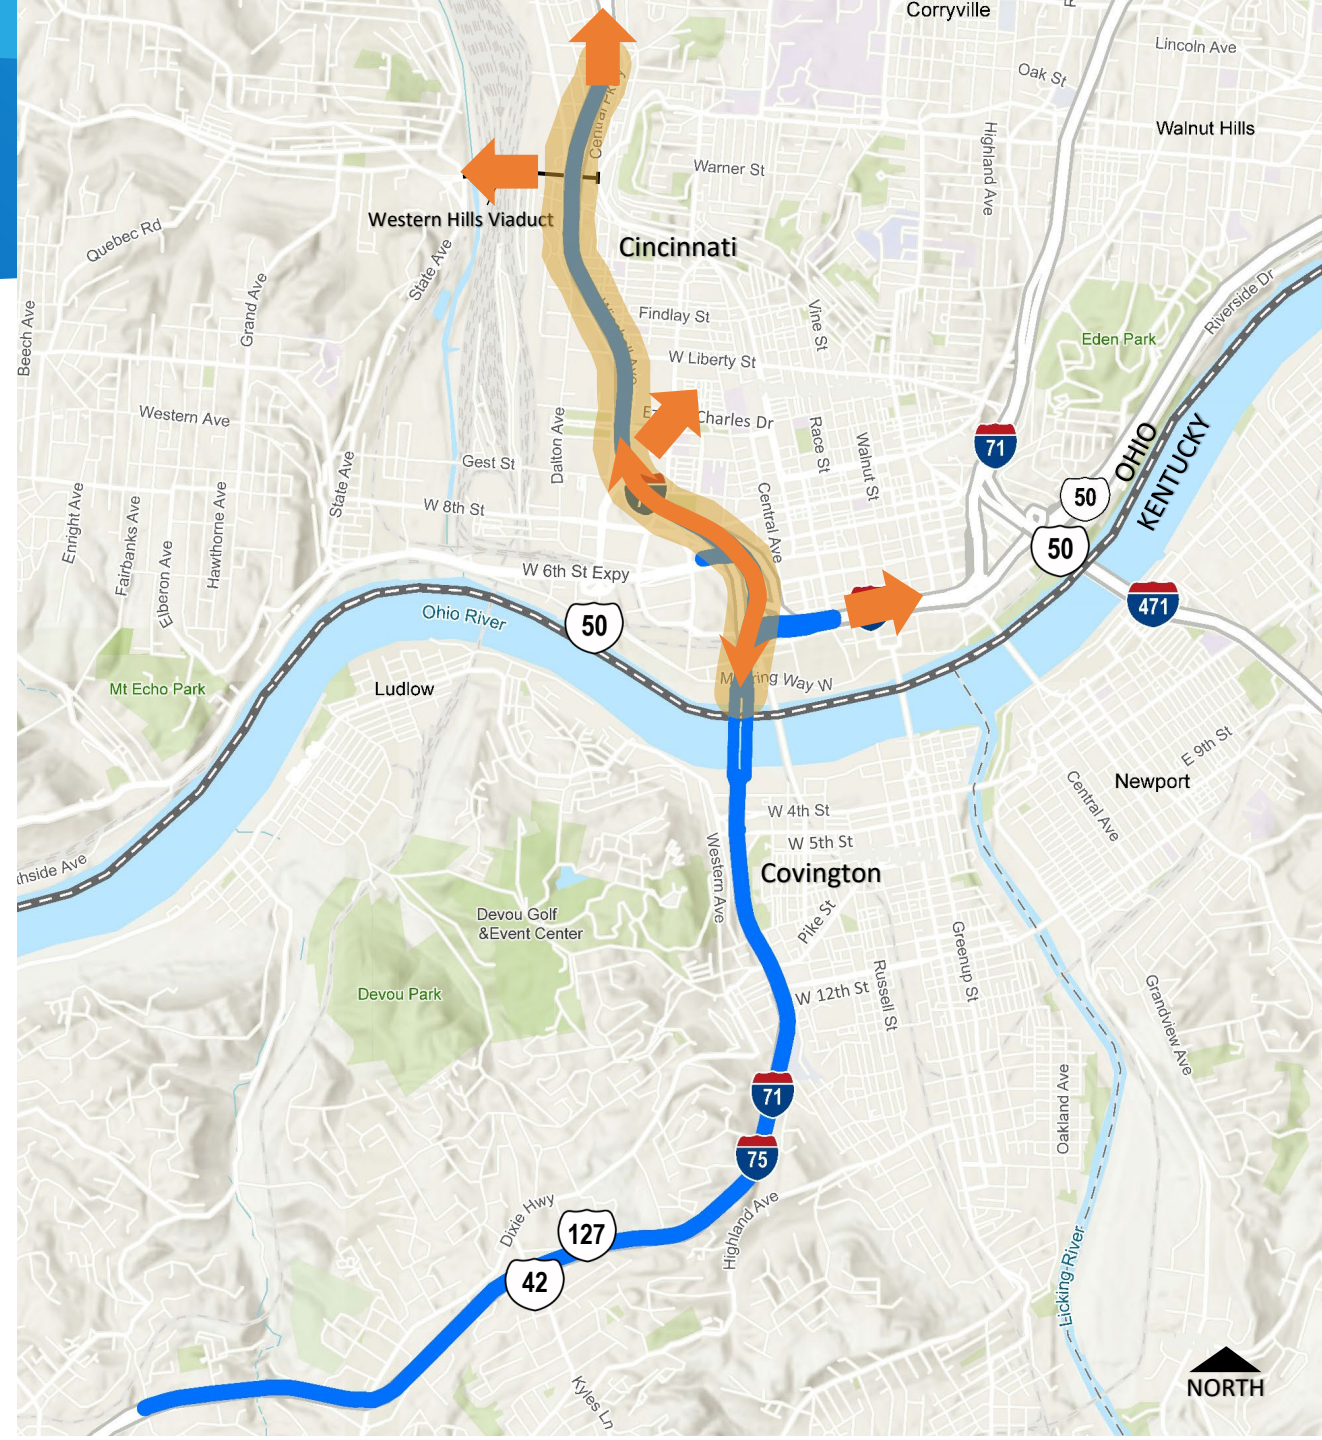 Corryville
Lincoln Ave
Oak St
Walnut Hills
Highland Ave
Warner St
Western Hills Viaduct
Quebec Rd
State Ave
Cincinnati
Grand Ave
Beech Ave
Findlay St
Vine St
Riverside Dr
Eden Park
W Liberty St
Western Ave
Charles Dr
Dalton Ave
Race St
Walnut St
71
OHIO
KENTUCKY
Gest St
State Ave
W 8th St
Central Ave
50
50
Enright Ave
Fairbanks Ave
Elberon Ave
Hawthorne Ave
W 6th St Expy
Ohio River
50
471
Mt Echo Park
Ludlow
Way W
E 9th St
Newport
Central Ave
W 4th St
W 5th St
Western Ave
Covington
Devou Golf
&Event Center
Pike St
Greenup St
Devou Park
W 12th St
Russell St
Grandview Ave
71
Oakland Ave
75
Dixie Hwy
127
Highland Ave
42
Licking River
Kyles Ln
NORTH